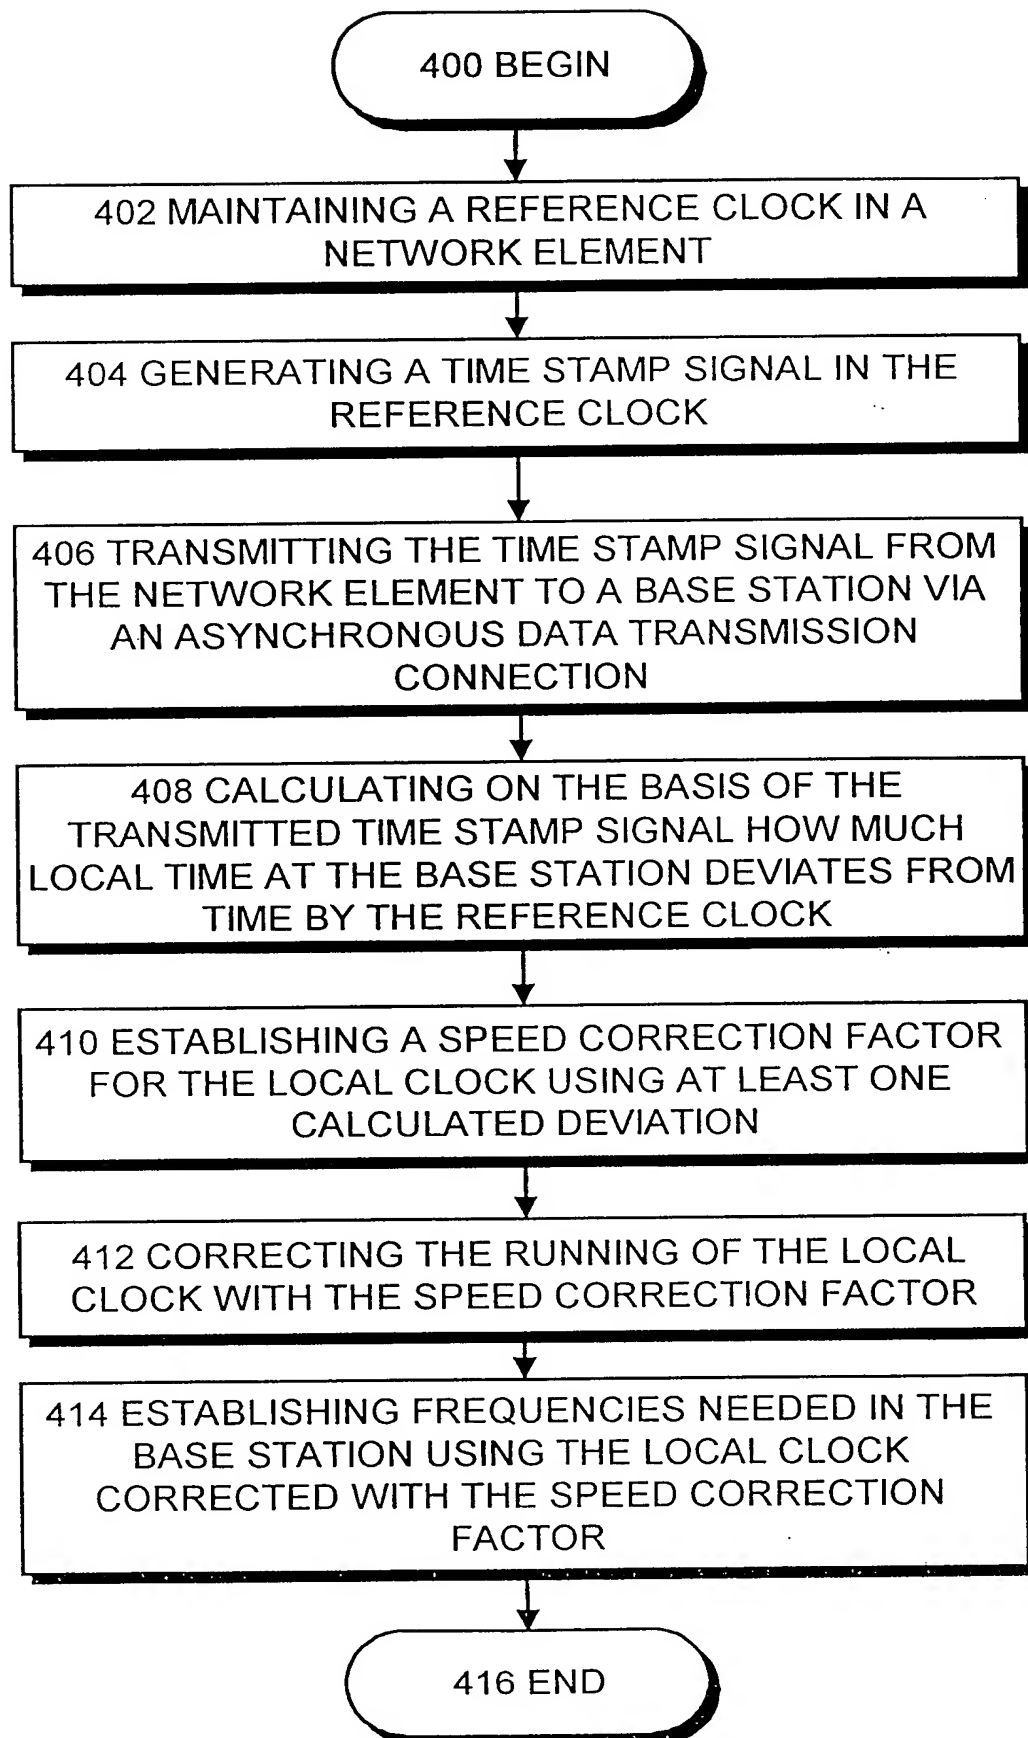 400 BEGIN
402 MAINTAINING A REFERENCE CLOCK IN A
NETWORK ELEMENT
404 GENERATING A TIME STAMP SIGNAL IN THE
REFERENCE CLOCK
406 TRANSMITTING THE TIME STAMP SIGNAL FROM
THE NETWORK ELEMENT TO A BASE STATION VIA
AN ASYNCHRONOUS DATA TRANSMISSION
CONNECTION
408 CALCULATING ON THE BASIS OF THE
TRANSMITTED TIME STAMP SIGNAL HOW MUCH
LOCAL TIME AT THE BASE STATION DEVIATES FROM
TIME BY THE REFERENCE CLOCK
410 ESTABLISHING A SPEED CORRECTION FACTOR
FOR THE LOCAL CLOCK USING AT LEAST ONE
CALCULATED DEVIATION
412 CORRECTING THE RUNNING OF THE LOCAL
CLOCK WITH THE SPEED CORRECTION FACTOR
414 ESTABLISHING FREQUENCIES NEEDED IN THE
BASE STATION USING THE LOCAL CLOCK
CORRECTED WITH THE SPEED CORRECTION
FACTOR
416 END